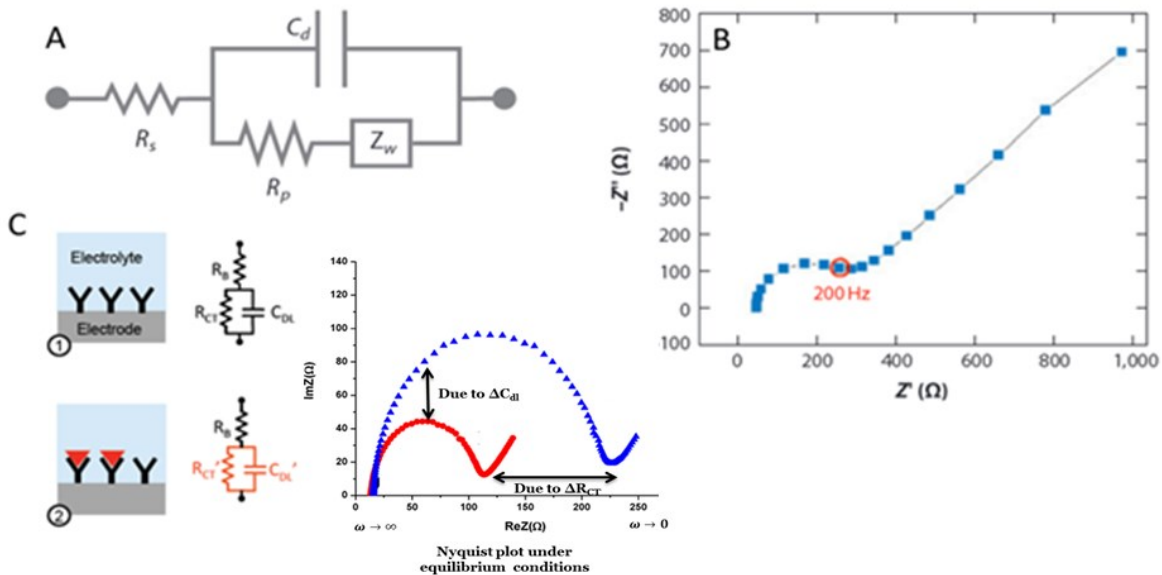 A
C_d
R_s
R_p
Z_w
B
800
700
600
500
400
300
200
100
0
100
-Z" (Ω)
200 Hz
0 200 400 600 800 1,000
Z' (Ω)
C
Electrolyte
Electrode
1
R_B
R_CT
C_DL
2
R_B
R_CT'
C_DL'
140
120
100
80
60
40
20
0
ImZ(Ω)
Due to ΔC_dl
Due to ΔR_CT
0 50 100 150 200 250
ω → ∞
ReZ(Ω)
ω → 0
Nyquist plot under
equilibrium conditions